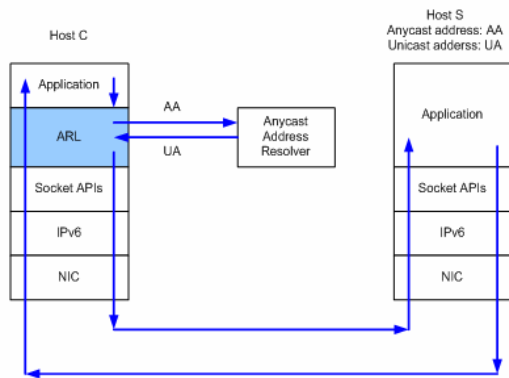 Host C
Host S
Anycast address: AA
Unicast adderss: UA
Application
AA
ARL
Anycast
Address
Resolver
UA
Application
Socket APIs
Socket APIs
IPv6
IPv6
NIC
NIC